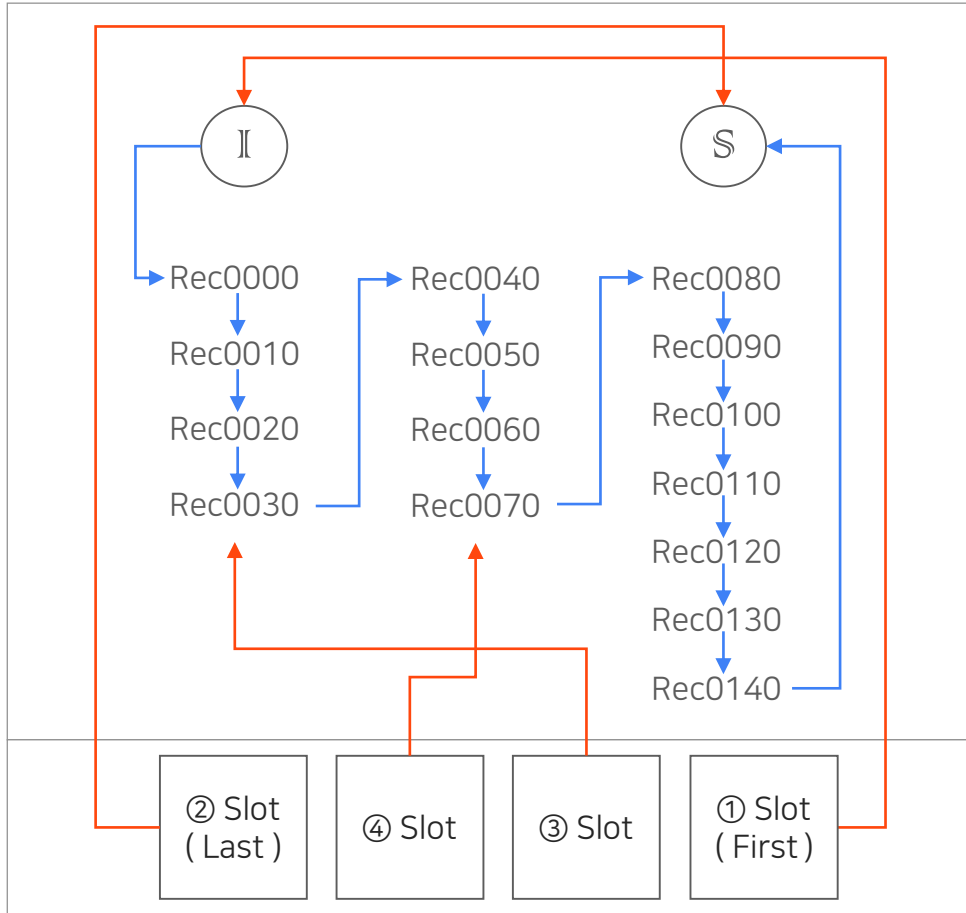 𝕀
𝕊
Rec0000
Rec0010
Rec0020
Rec0030
Rec0040
Rec0050
Rec0060
Rec0070
Rec0080
Rec0090
Rec0100
Rec0110
Rec0120
Rec0130
Rec0140
② Slot
( Last )
④ Slot
③ Slot
① Slot
( First )